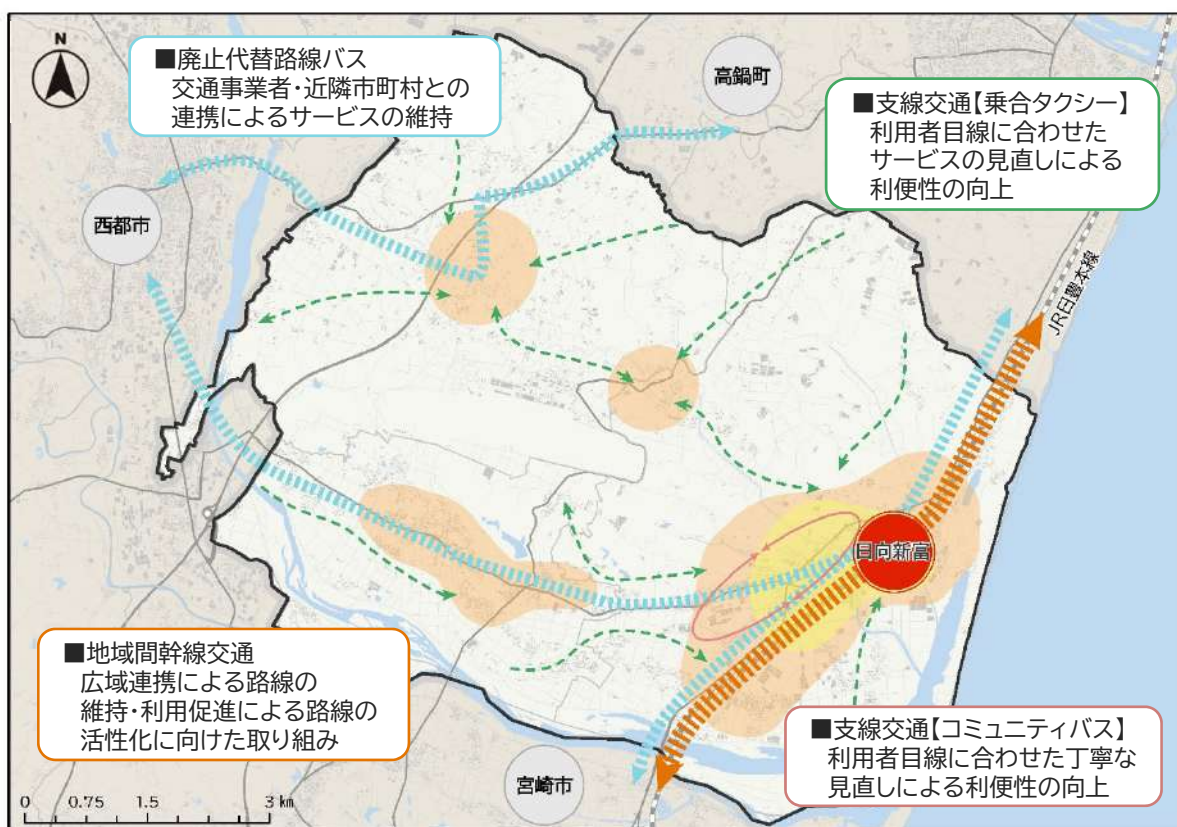 N
■廃止代替路線バス
交通事業者・近隣市町村との
連携によるサービスの維持
高鍋町
■支線交通【乗合タクシー】
利用者目線に合わせた
サービスの見直しによる
利便性の向上
西都市
JR日豊本線
日向新富
■地域間幹線交通
広域連携による路線の
維持・利用促進による路線の
活性化に向けた取り組み
■支線交通【コミュニティバス】
利用者目線に合わせた丁寧な
見直しによる利便性の向上
宮崎市
0 0.75 1.5 3 km